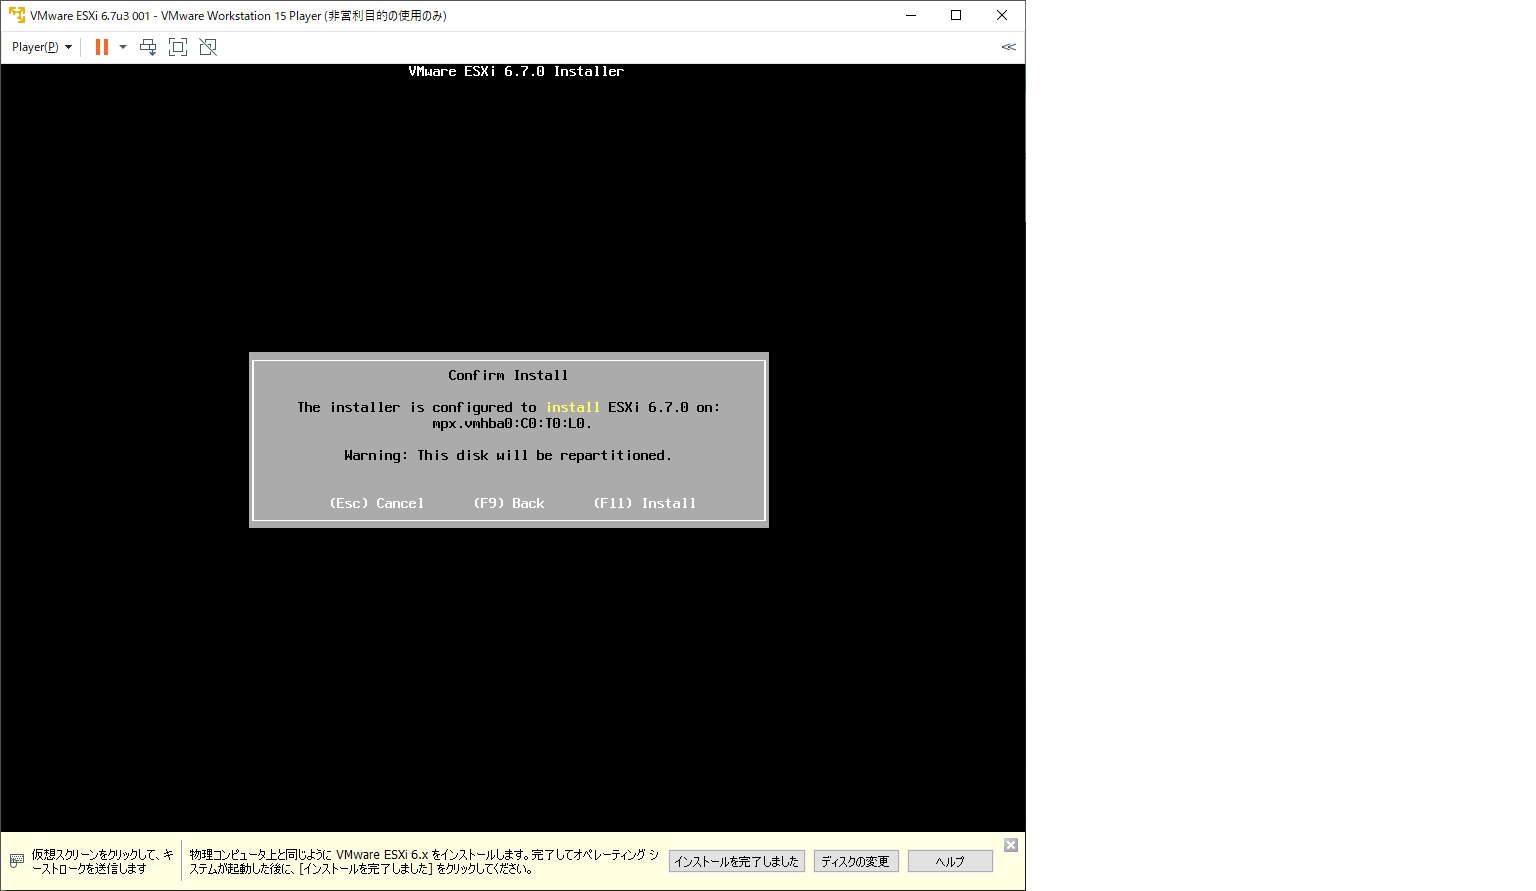 VMware ESXi 6.7u3 001 - VMware Workstation 15 Player (非営利目的の使用のみ)
Player(P)
VMware ESXi 6.7.0 Installer
Confirm Install
The installer is configured to install ESXi 6.7.0 on:
mpx.vmhba0:C0:T0:L0.
Warning: This disk will be repartitioned.
(Esc) Cancel (F9) Back (F11) Install
仮想スクリーンをクリックして、キ
ーストロークを送信します
物理コンピュータ上と同じように VMware ESXi 6.x をインストールします。完了してオペレーティング シ
ステムが起動した後に、[インストールを完了しました] をクリックしてください。
インストールを完了しました ディスクの変更 ヘルプ